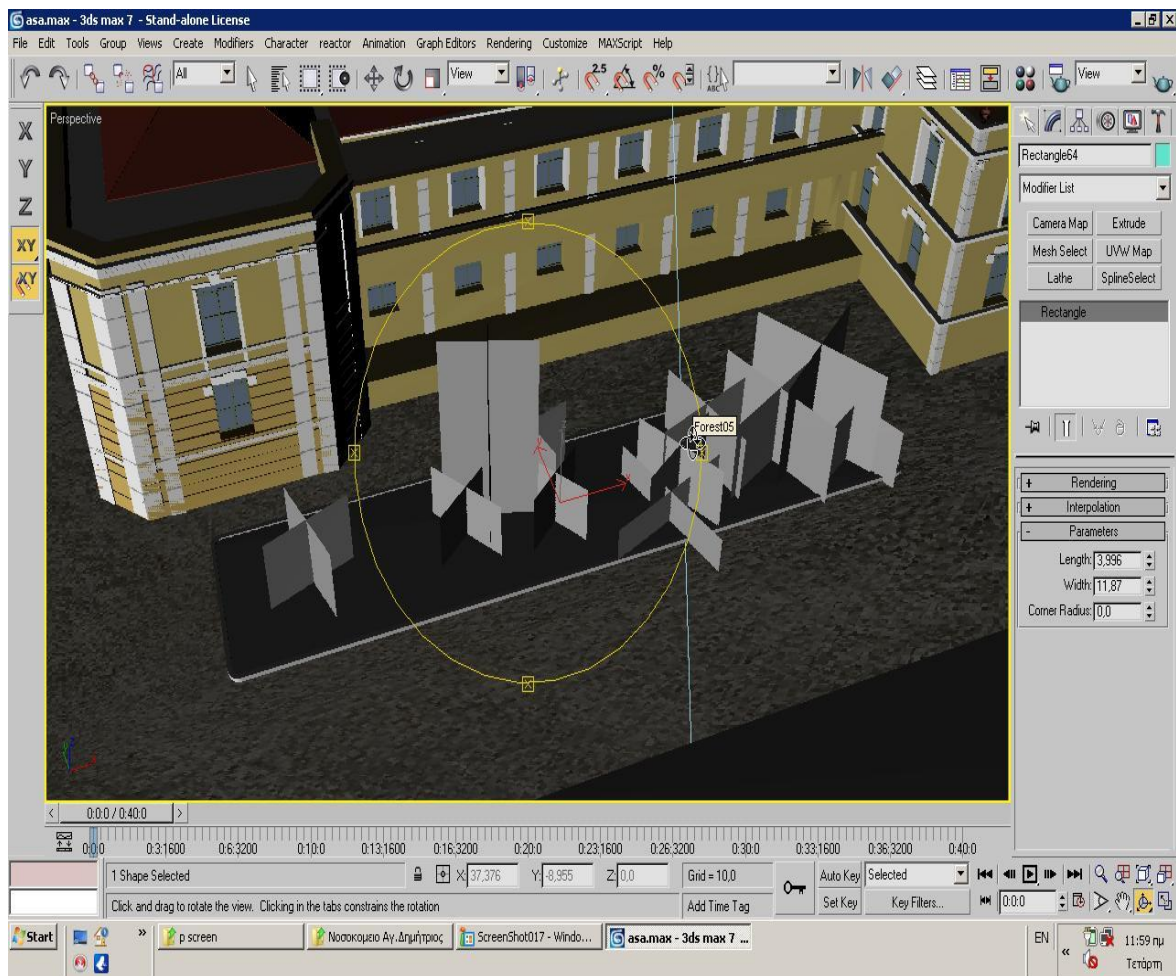 asa.max - 3ds max 7 - Stand-alone License
File Edit Tools Group Views Create Modifiers Character reactor Animation Graph Editors Rendering Customize MAXScript Help
All View 2.5 % ABC View
X
Y
Z
XY
XY
Perspective
Forest05
Rectangle64
Modifier List
Camera Map Extrude
Mesh Select UVW Map
Lathe SplineSelect
Rectangle
+ Rendering
+ Interpolation
- Parameters
Length: 3,996
Width: 11,87
Corner Radius: 0,0
< 0:0:0 / 0:40:0 >
0:0:0 0:3:1600 0:6:3200 0:10:0 0:13:1600 0:16:3200 0:20:0 0:23:1600 0:26:3200 0:30:0 0:33:1600 0:36:3200 0:40:0
1 Shape Selected X: 37,376 Y: -8,955 Z: 0,0 Grid = 10,0 Auto Key Selected
Click and drag to rotate the view. Clicking in the tabs constrains the rotation Add Time Tag Set Key Key Filters... 0:0:0
Start » p screen Νοσοκομειο Αγ.Δημήτριος ScreenShot017 - Windo... asa.max - 3ds max 7 ... EN « 11:59 πμ
Τετάρτη